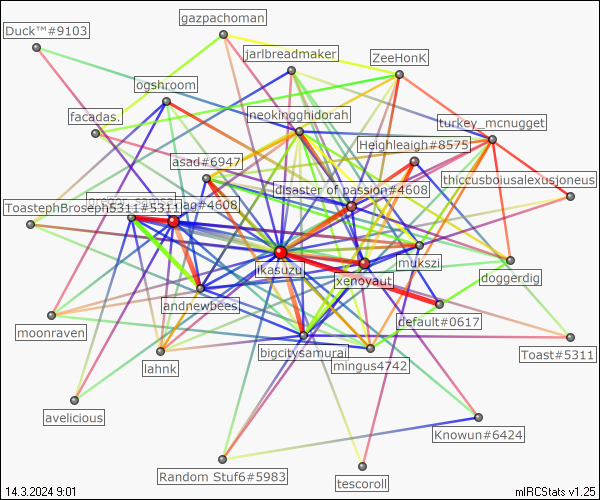 gazpachoman
Duck™#9103
jarlbreadmaker
ZeeHonK
ogshroom
neokingghidorah
facadas.
turkey_mcnugget
Heighleaigh#8575
asad#6947
thiccusboiusalexusjoneus
disaster of passion#4608
ToastephBroseph5311#5311
ag#4608
mukszi
ikasuzu
xenoyaut
doggerdig
andnewbees
default#0617
moonraven
bigcitysamurai
Toast#5311
lahnk
mingus4742
avelicious
Knowun#6424
Random Stuf6#5983
tescoroll
14.3.2024 9:01
mIRCStats v1.25